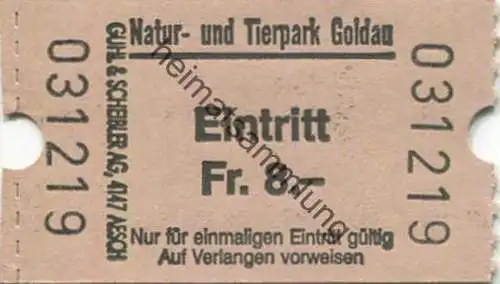 Natur- und Tierpark Goldau
Eintritt
Fr. 8.–
Nur für einmaligen Eintritt gültig
Auf Verlangen vorweisen
031219
GUHL & SCHEIBLER AG, 4147 AESCH
031219
heimatsammlung